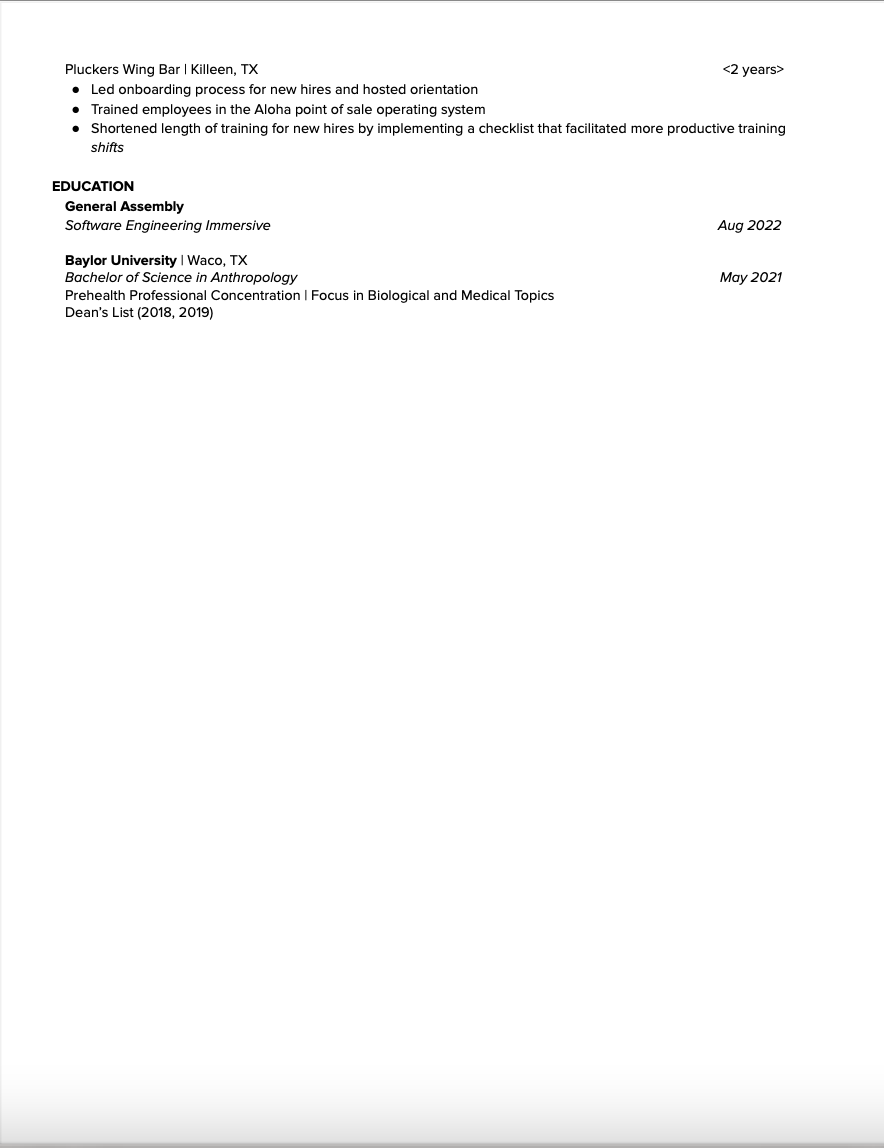 Pluckers Wing Bar | Killeen, TX <2 years>
● Led onboarding process for new hires and hosted orientation
● Trained employees in the Aloha point of sale operating system
● Shortened length of training for new hires by implementing a checklist that facilitated more productive training
shifts
EDUCATION
General Assembly
Software Engineering Immersive Aug 2022
Baylor University | Waco, TX
Bachelor of Science in Anthropology May 2021
Prehealth Professional Concentration | Focus in Biological and Medical Topics
Dean’s List (2018, 2019)